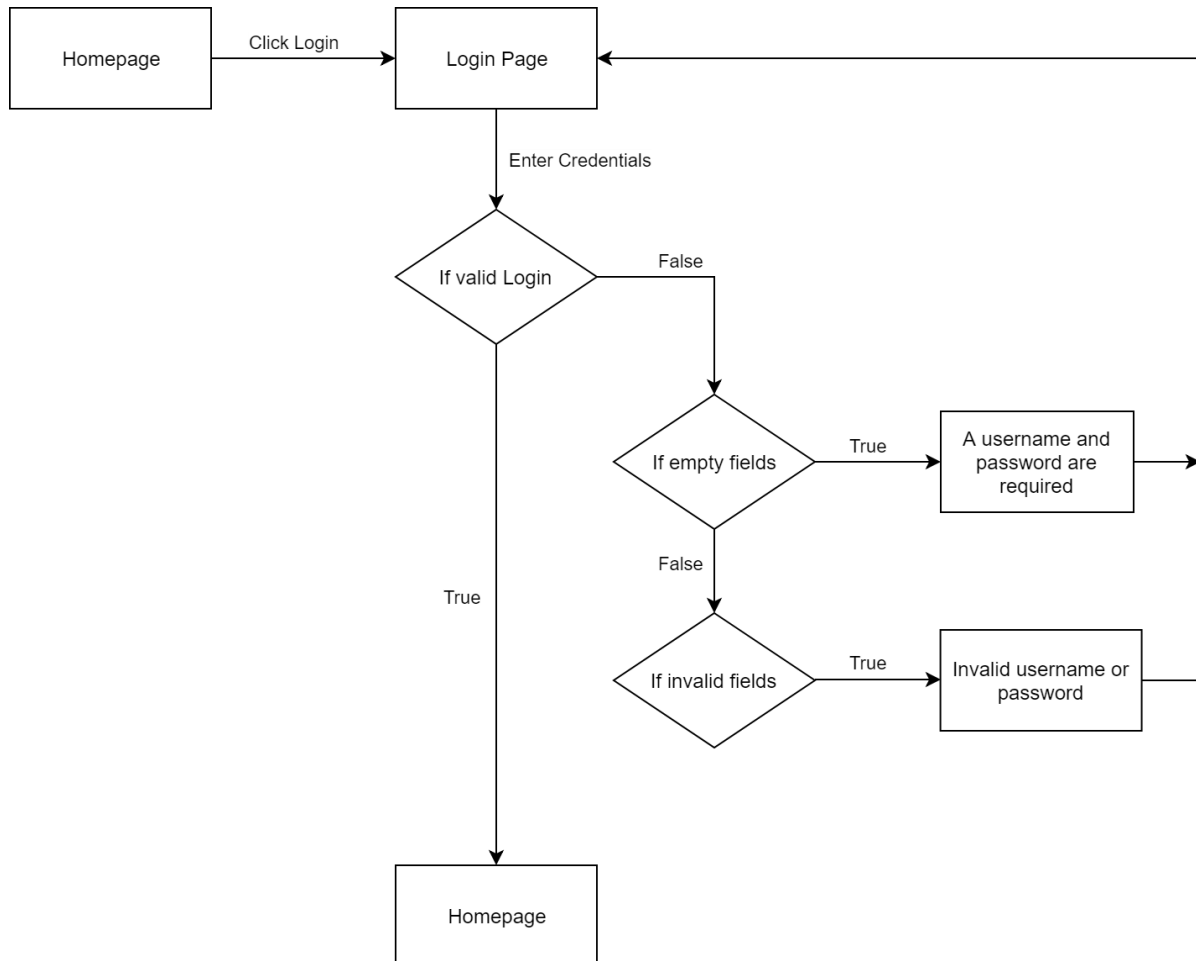 Homepage
Click Login
Login Page
Enter Credentials
If valid Login
False
If empty fields
True
A username and
password are
required
False
True
If invalid fields
True
Invalid username or
password
Homepage